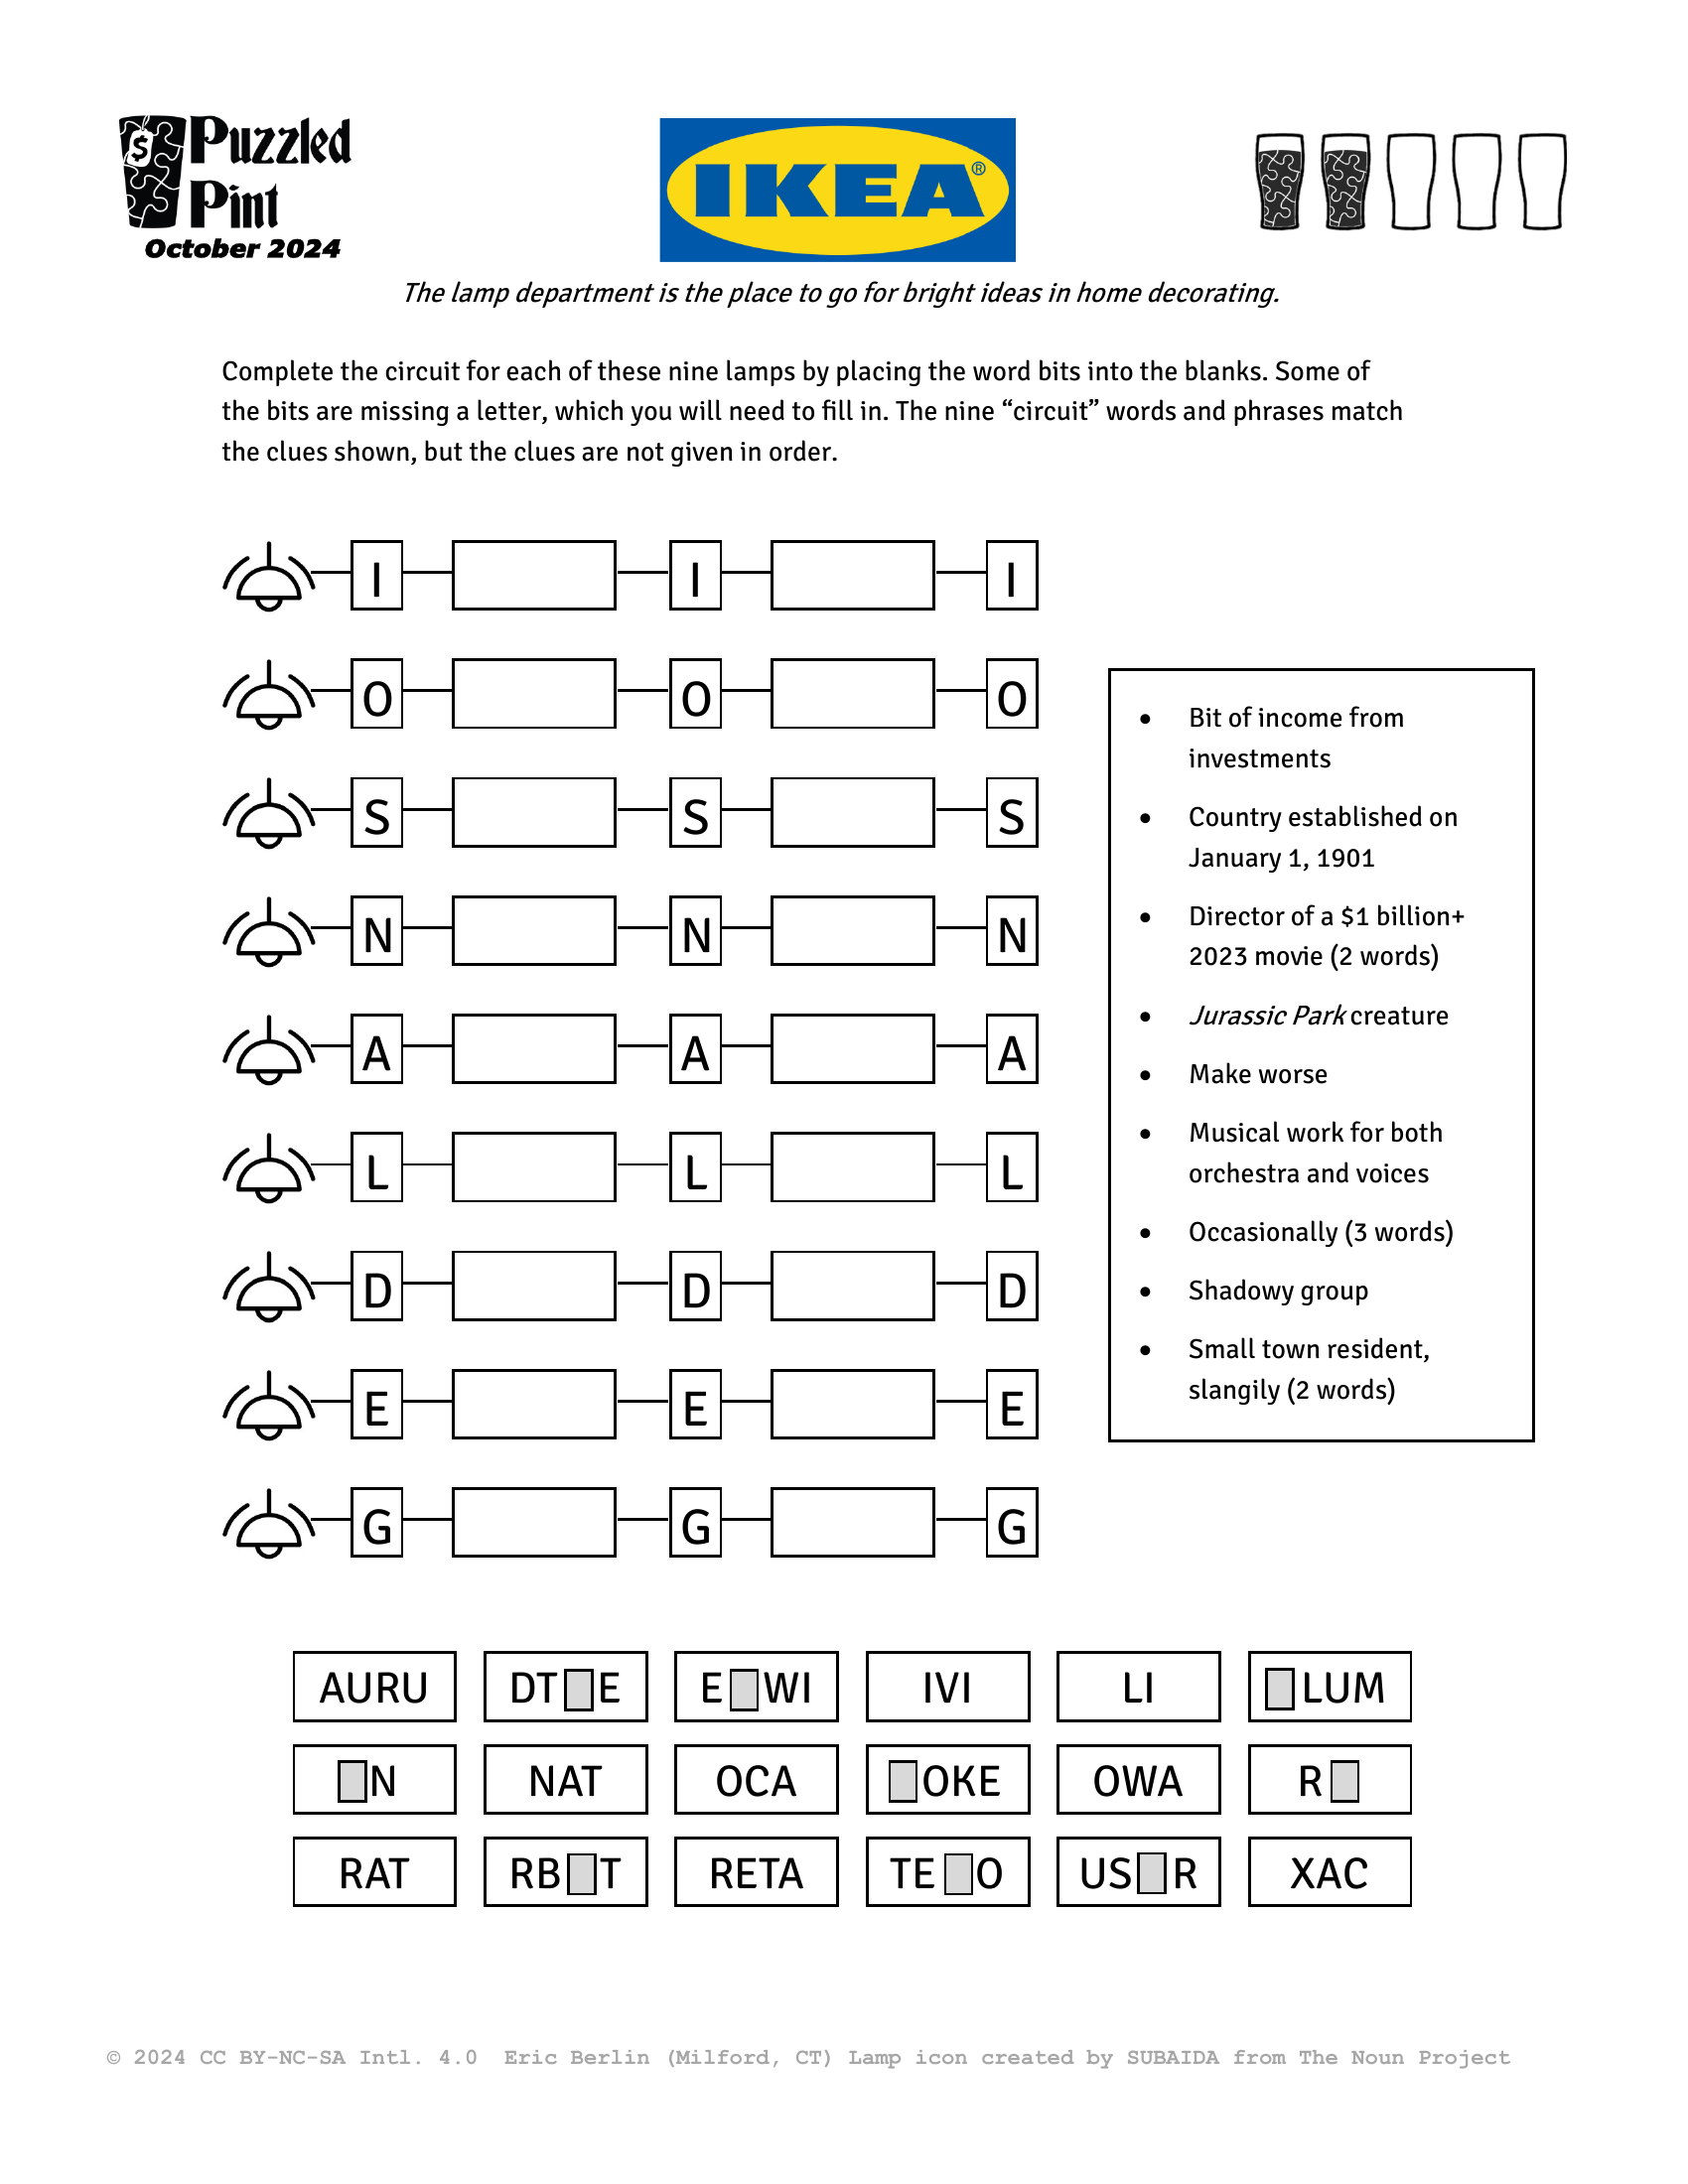 Puzzled
Pint
October 2024
IKEA®
The lamp department is the place to go for bright ideas in home decorating.
Complete the circuit for each of these nine lamps by placing the word bits into the blanks. Some of
the bits are missing a letter, which you will need to fill in. The nine “circuit” words and phrases match
the clues shown, but the clues are not given in order.
I I I
O O O
S S S
N N N
A A A
L L L
D D D
E E E
G G G
• Bit of income from
investments
• Country established on
January 1, 1901
• Director of a $1 billion+
2023 movie (2 words)
• Jurassic Park creature
• Make worse
• Musical work for both
orchestra and voices
• Occasionally (3 words)
• Shadowy group
• Small town resident,
slangily (2 words)
AURU DT E E WI IVI LI LUM
N NAT OCA OKE OWA R
RAT RB T RETA TE O US R XAC
© 2024 CC BY-NC-SA Intl. 4.0 Eric Berlin (Milford, CT) Lamp icon created by SUBAIDA from The Noun Project